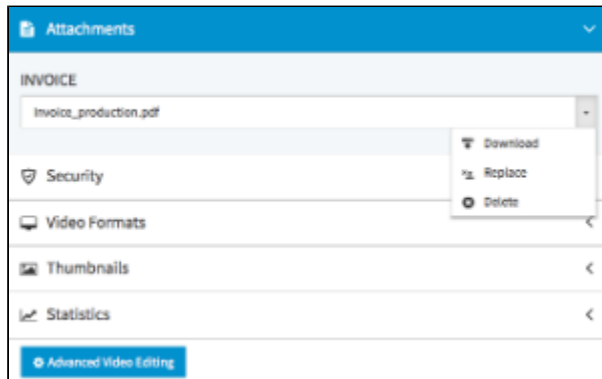 Attachments
INVOICE
Invoice_production.pdf
Download
Replace
Delete
Security
Video Formats
Thumbnails
Statistics
Advanced Video Editing